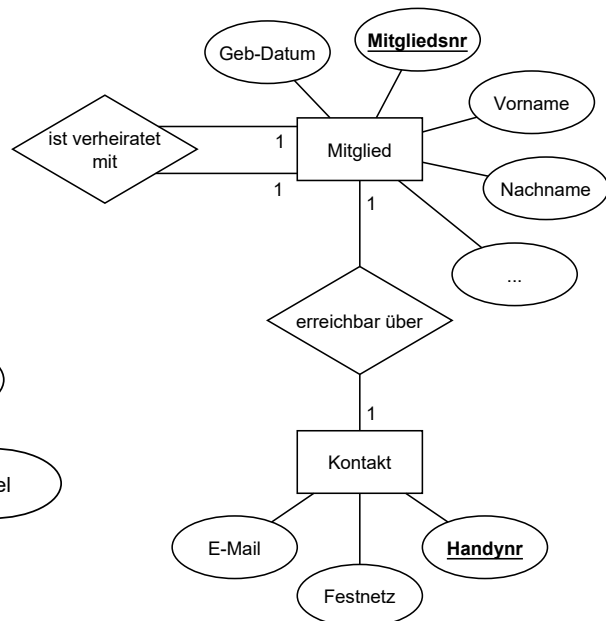 Mitgliedsnr
Geb-Datum
Vorname
ist verheiratet
mit
1
Mitglied
1
Nachname
1
...
erreichbar über
1
Kontakt
el
E-Mail
Handynr
Festnetz